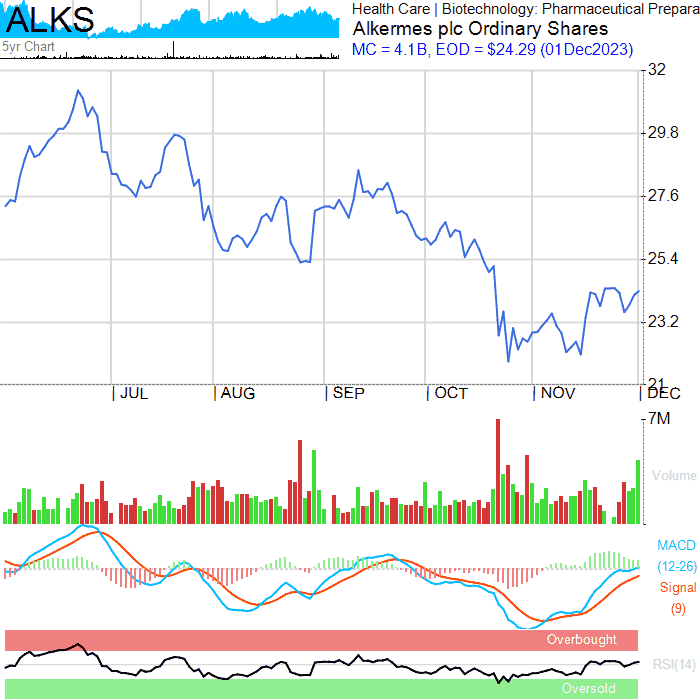 ALKS
5yr Chart
Health Care | Biotechnology: Pharmaceutical Prepara
Alkermes plc Ordinary Shares
MC = 4.1B, EOD = $24.29 (01Dec2023)
32
29.8
27.6
25.4
23.2
21
JUL
AUG
SEP
OCT
NOV
DEC
7M
Volume
MACD
(12-26)
Signal
(9)
Overbought
RSI(14)
Oversold